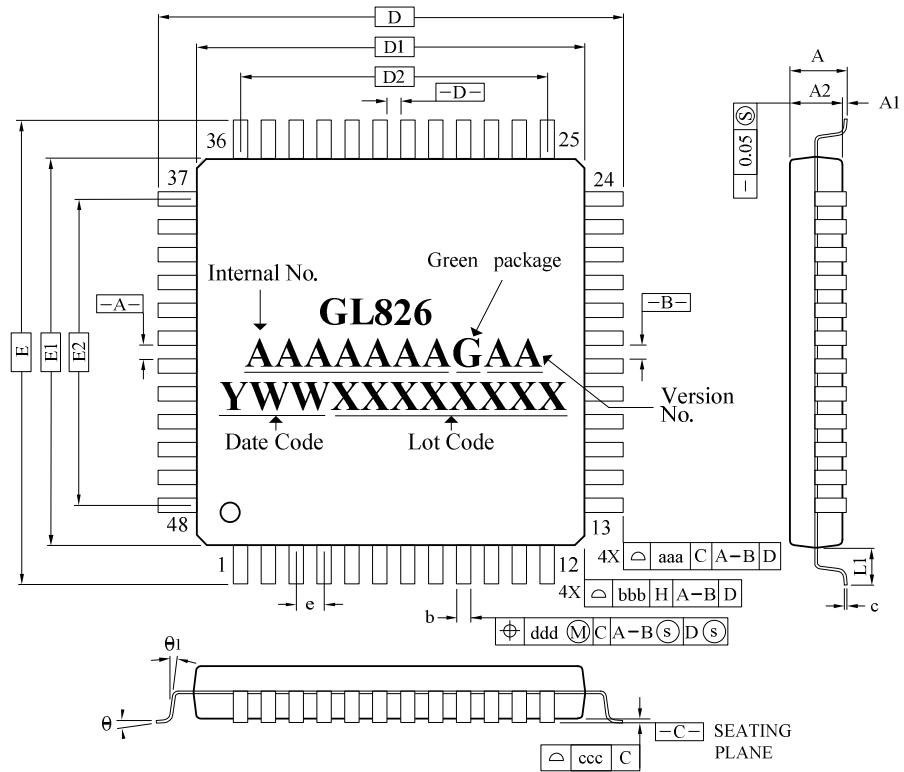 D
D1
D2
−D−
36
25
37
24
A
A2
A1
− 0.05 Ⓢ
Internal No.
Green package
GL826
−A−
−B−
AAAAAAAGAA
E
E1
E2
YWWXXXXXXXX
Version
No.
Date Code
Lot Code
48
13
1
12
4X ⌓ aaa C A−B D
4X ⌓ bbb H A−B D
L1
e
b
c
⌖ ddd Ⓜ C A−B ⓢ D ⓢ
θ1
θ
−C− SEATING
PLANE
⌓ ccc C